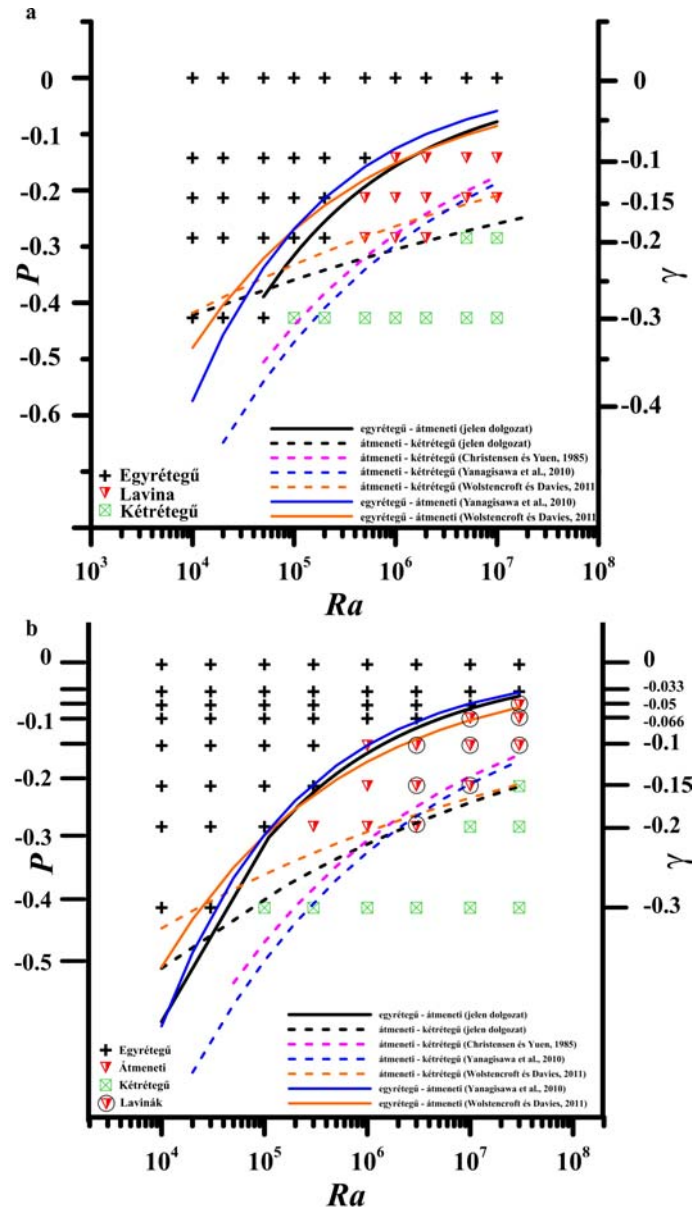 a
0
-0.1
-0.2
-0.3
-0.4
-0.5
-0.6
P
0
-0.1
-0.15
-0.2
-0.3
-0.4
γ
Egyrétegű
Lavina
Kétrétegű
egyrétegű - átmeneti (jelen dolgozat)
átmeneti - kétrétegű (jelen dolgozat)
átmeneti - kétrétegű (Christensen és Yuen, 1985)
átmeneti - kétrétegű (Yanagisawa et al., 2010)
átmeneti - kétrétegű (Wolstencroft és Davies, 2011
egyrétegű - átmeneti (Yanagisawa et al., 2010)
egyrétegű - átmeneti (Wolstencroft és Davies, 2011
10³ 10⁴ 10⁵ 10⁶ 10⁷ 10⁸
Ra
b
0
-0.1
-0.2
-0.3
-0.4
-0.5
P
0
-0.033
-0.05
-0.066
-0.1
-0.15
-0.2
-0.3
γ
Egyrétegű
Átmeneti
Kétrétegű
Lavinák
egyrétegű - átmeneti (jelen dolgozat)
átmeneti - kétrétegű (jelen dolgozat)
átmeneti - kétrétegű (Christensen és Yuen, 1985)
átmeneti - kétrétegű (Yanagisawa et al., 2010)
átmeneti - kétrétegű (Wolstencroft és Davies, 2011)
egyrétegű - átmeneti (Yanagisawa et al., 2010)
egyrétegű - átmeneti (Wolstencroft és Davies, 2011)
10⁴ 10⁵ 10⁶ 10⁷ 10⁸
Ra